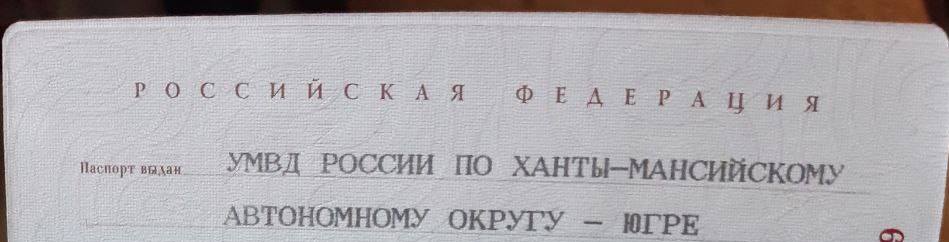 РОССИЙСКАЯ ФЕДЕРАЦИЯ
Паспорт выдан УМВД РОССИИ ПО ХАНТЫ-МАНСИЙСКОМУ
АВТОНОМНОМУ ОКРУГУ – ЮГРЕ